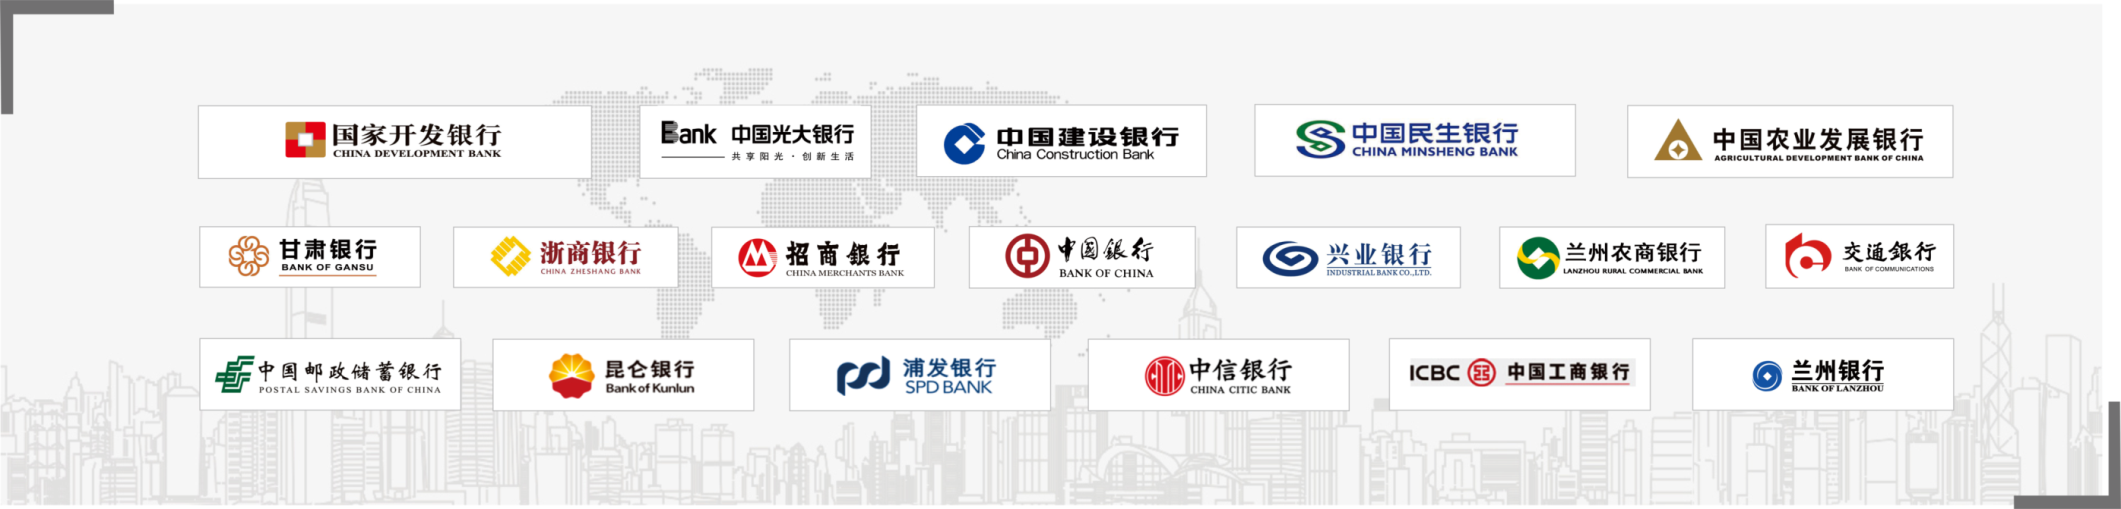 国家开发银行
CHINA DEVELOPMENT BANK
Bank 中国光大银行
共享阳光·创新生活
中国建设银行
China Construction Bank
中国民生银行
CHINA MINSHENG BANK
中国农业发展银行
AGRICULTURAL DEVELOPMENT BANK OF CHINA
甘肃银行
BANK OF GANSU
浙商银行
CHINA ZHESHANG BANK
招商銀行
CHINA MERCHANTS BANK
中国銀行
BANK OF CHINA
兴业银行
INDUSTRIAL BANK CO.,LTD.
兰州农商银行
LANZHOU RURAL COMMERCIAL BANK
交通銀行
BANK OF COMMUNICATIONS
中国邮政储蓄银行
POSTAL SAVINGS BANK OF CHINA
昆仑银行
Bank of Kunlun
浦发银行
SPD BANK
中信银行
CHINA CITIC BANK
ICBC 中国工商银行
兰州银行
BANK OF LANZHOU